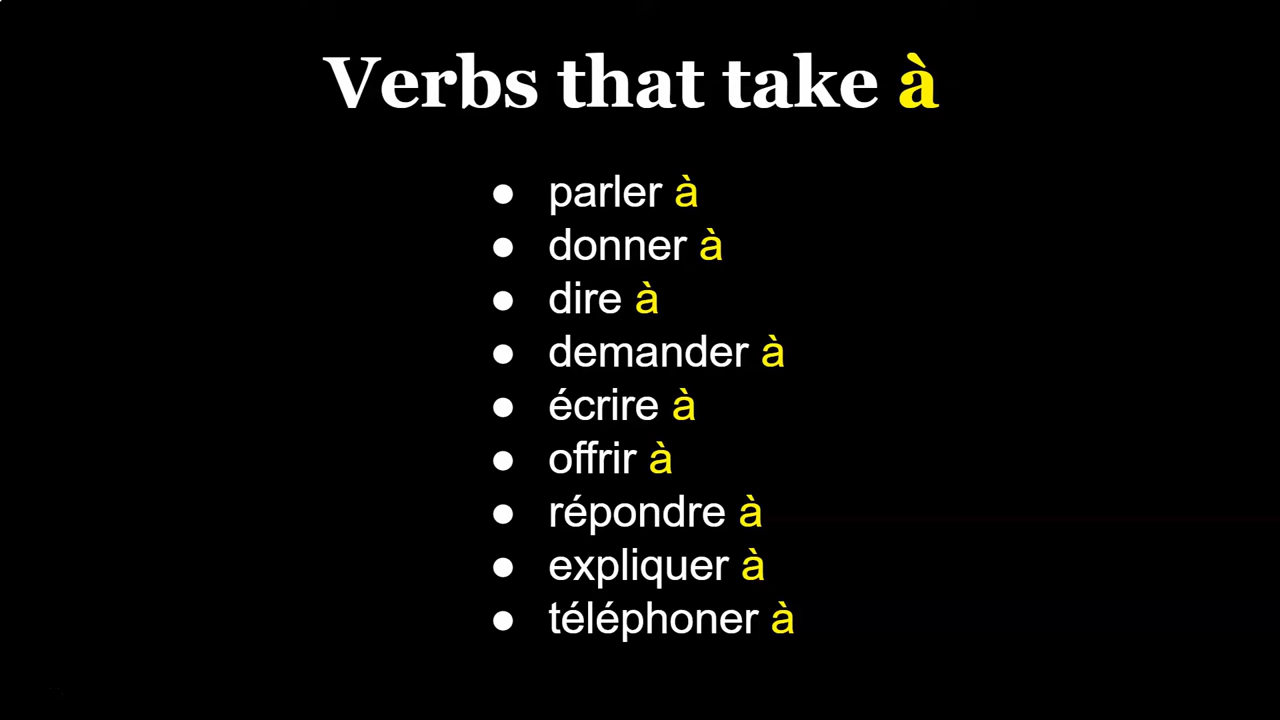 Verbs that take à
● parler à
● donner à
● dire à
● demander à
● écrire à
● offrir à
● répondre à
● expliquer à
● téléphoner à